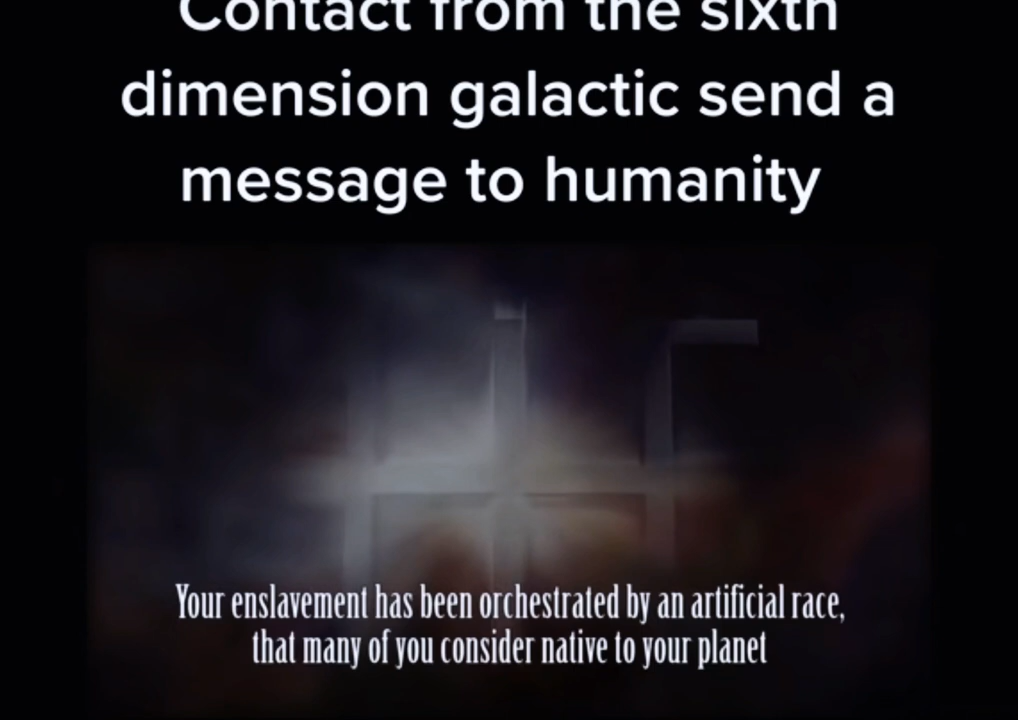 Contact from the sixth
dimension galactic send a
message to humanity
Your enslavement has been orchestrated by an artificial race,
that many of you consider native to your planet